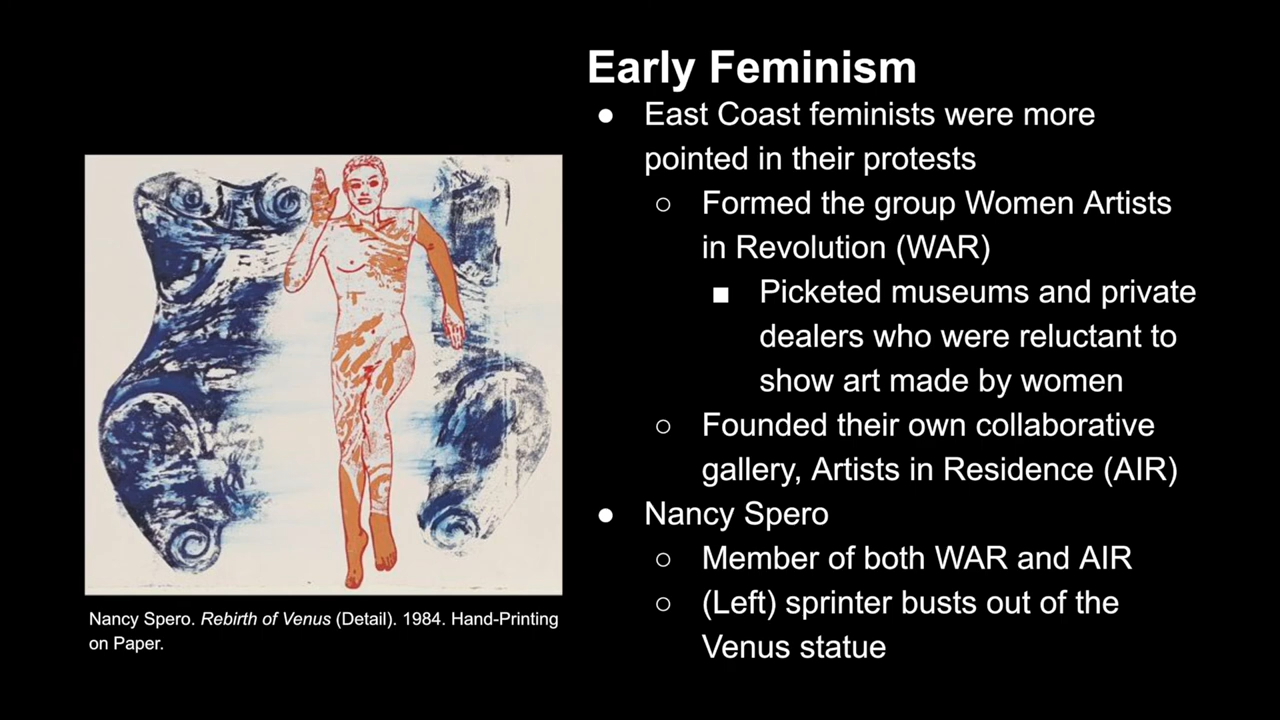 Early Feminism
● East Coast feminists were more
pointed in their protests
○ Formed the group Women Artists
in Revolution (WAR)
■ Picketed museums and private
dealers who were reluctant to
show art made by women
○ Founded their own collaborative
gallery, Artists in Residence (AIR)
● Nancy Spero
○ Member of both WAR and AIR
○ (Left) sprinter busts out of the
Venus statue
Nancy Spero. Rebirth of Venus (Detail). 1984. Hand-Printing
on Paper.